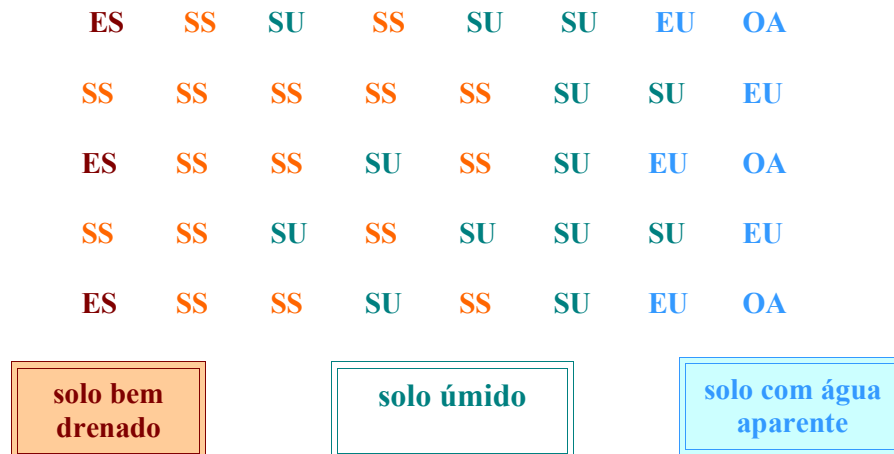 ES SS SU SS SU SU EU OA
SS SS SS SS SS SU SU EU
ES SS SS SU SS SU EU OA
SS SS SU SS SU SU SU EU
ES SS SS SU SS SU EU OA
solo bem
drenado
solo úmido
solo com água
aparente